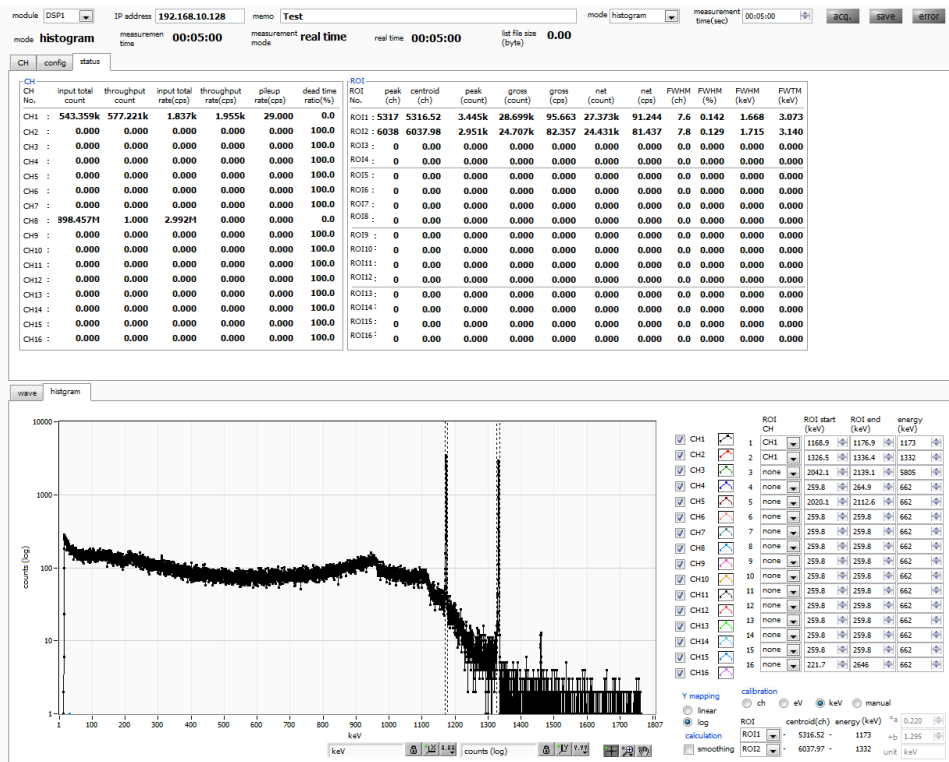 module DSP1 IP address 192.168.10.128 memo Test mode histogram measurement time(sec) 00:05:00 acq. save error
mode histogram measuremen time 00:05:00 measurement mode real time real time 00:05:00 list file size (byte) 0.00
CH config status
CH
CH No. input total count throughput count input total rate(cps) throughput rate(cps) pileup rate(cps) dead time ratio(%)
CH1 : 543.359k 577.221k 1.837k 1.955k 29.000 0.0
CH2 : 0.000 0.000 0.000 0.000 0.000 100.0
CH3 : 0.000 0.000 0.000 0.000 0.000 100.0
CH4 : 0.000 0.000 0.000 0.000 0.000 100.0
CH5 : 0.000 0.000 0.000 0.000 0.000 100.0
CH6 : 0.000 0.000 0.000 0.000 0.000 100.0
CH7 : 0.000 0.000 0.000 0.000 0.000 100.0
CH8 : 398.457M 1.000 2.992M 0.000 0.000 0.0
CH9 : 0.000 0.000 0.000 0.000 0.000 100.0
CH10 : 0.000 0.000 0.000 0.000 0.000 100.0
CH11 : 0.000 0.000 0.000 0.000 0.000 100.0
CH12 : 0.000 0.000 0.000 0.000 0.000 100.0
CH13 : 0.000 0.000 0.000 0.000 0.000 100.0
CH14 : 0.000 0.000 0.000 0.000 0.000 100.0
CH15 : 0.000 0.000 0.000 0.000 0.000 100.0
CH16 : 0.000 0.000 0.000 0.000 0.000 100.0
ROI
ROI No. peak (ch) centroid (ch) peak (count) gross (count) gross (cps) net (count) net (cps) FWHM (ch) FWHM (%) FWHM (keV) FWTM (keV)
ROI1 : 5317 5316.52 3.445k 28.699k 95.663 27.373k 91.244 7.6 0.142 1.668 3.073
ROI2 : 6038 6037.98 2.951k 24.707k 82.357 24.431k 81.437 7.8 0.129 1.715 3.140
ROI3 : 0 0.00 0.000 0.000 0.000 0.000 0.000 0.0 0.000 0.000 0.000
ROI4 : 0 0.00 0.000 0.000 0.000 0.000 0.000 0.0 0.000 0.000 0.000
ROI5 : 0 0.00 0.000 0.000 0.000 0.000 0.000 0.0 0.000 0.000 0.000
ROI6 : 0 0.00 0.000 0.000 0.000 0.000 0.000 0.0 0.000 0.000 0.000
ROI7 : 0 0.00 0.000 0.000 0.000 0.000 0.000 0.0 0.000 0.000 0.000
ROI8 : 0 0.00 0.000 0.000 0.000 0.000 0.000 0.0 0.000 0.000 0.000
ROI9 : 0 0.00 0.000 0.000 0.000 0.000 0.000 0.0 0.000 0.000 0.000
ROI10 : 0 0.00 0.000 0.000 0.000 0.000 0.000 0.0 0.000 0.000 0.000
ROI11 : 0 0.00 0.000 0.000 0.000 0.000 0.000 0.0 0.000 0.000 0.000
ROI12 : 0 0.00 0.000 0.000 0.000 0.000 0.000 0.0 0.000 0.000 0.000
ROI13 : 0 0.00 0.000 0.000 0.000 0.000 0.000 0.0 0.000 0.000 0.000
ROI14 : 0 0.00 0.000 0.000 0.000 0.000 0.000 0.0 0.000 0.000 0.000
ROI15 : 0 0.00 0.000 0.000 0.000 0.000 0.000 0.0 0.000 0.000 0.000
ROI16 : 0 0.00 0.000 0.000 0.000 0.000 0.000 0.0 0.000 0.000 0.000
wave histgram
counts (log)
10000
1000
100
10
1
1 100 200 300 400 500 600 700 800 900 1000 1100 1200 1300 1400 1500 1600 1700 1807
keV
keV counts (log)
CH1
CH2
CH3
CH4
CH5
CH6
CH7
CH8
CH9
CH10
CH11
CH12
CH13
CH14
CH15
CH16
ROI CH ROI start (keV) ROI end (keV) energy (keV)
1 CH1 1168.9 1176.9 1173
2 CH1 1326.5 1336.4 1332
3 none 2042.1 2139.1 5805
4 none 259.8 264.9 662
5 none 2020.1 2112.6 662
6 none 259.8 259.8 662
7 none 259.8 259.8 662
8 none 259.8 259.8 662
9 none 259.8 259.8 662
10 none 259.8 259.8 662
11 none 259.8 259.8 662
12 none 259.8 259.8 662
13 none 259.8 259.8 662
14 none 259.8 259.8 662
15 none 259.8 259.8 662
16 none 221.7 2646 662
Y mapping
linear
log
calculation
smoothing
calibration
ch eV keV manual
ROI centroid(ch) energy (keV) *a 0.220
ROI1 - 5316.52 - 1173 +b 1.295
ROI2 - 6037.97 - 1332 unit keV